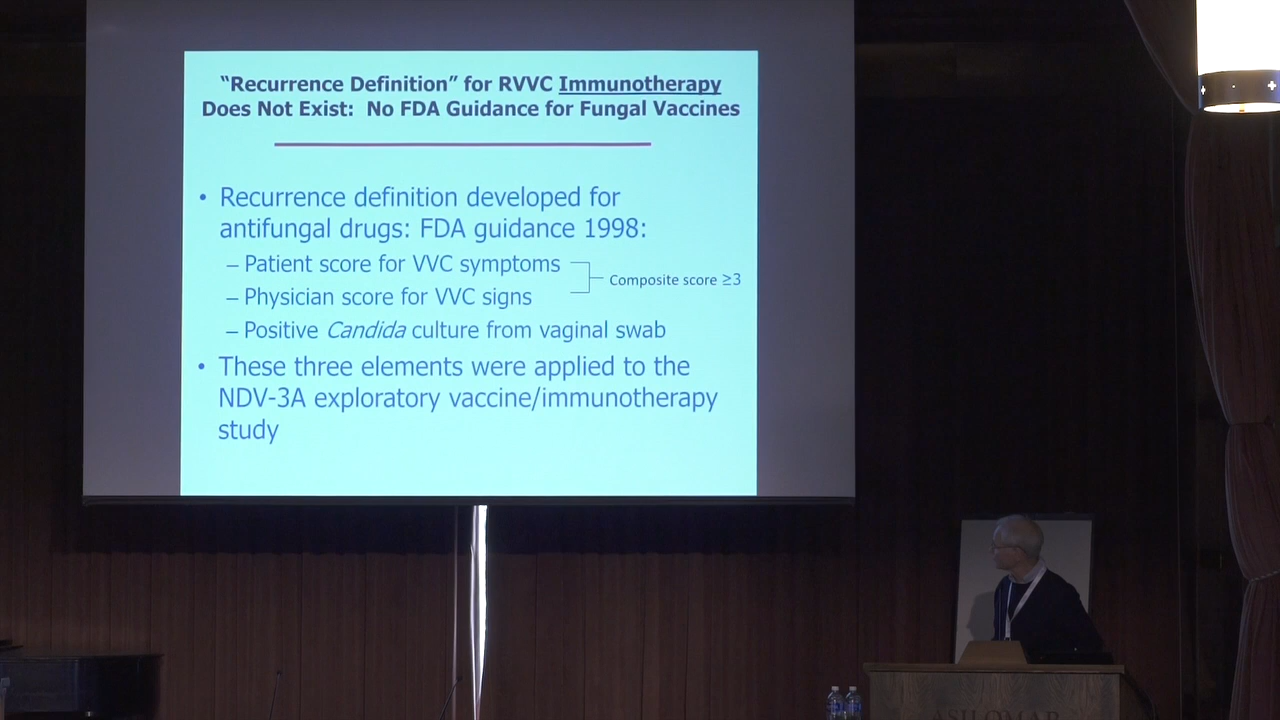 “Recurrence Definition” for RVVC Immunotherapy
Does Not Exist: No FDA Guidance for Fungal Vaccines
• Recurrence definition developed for
antifungal drugs: FDA guidance 1998:
– Patient score for VVC symptoms
Composite score ≥3
– Physician score for VVC signs
– Positive Candida culture from vaginal swab
• These three elements were applied to the
NDV-3A exploratory vaccine/immunotherapy
study
ASILOMAR